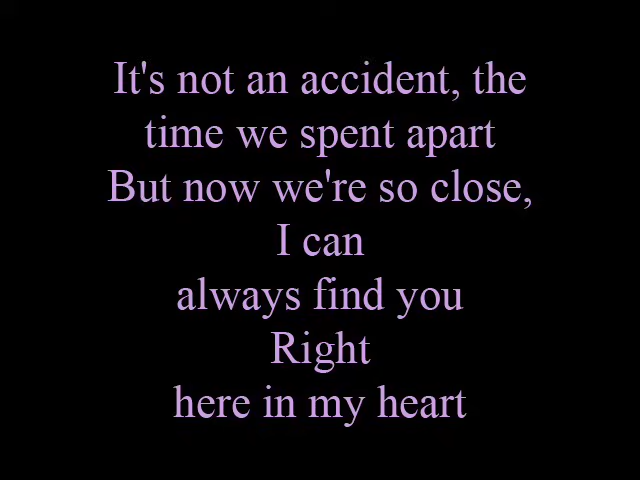 It's not an accident, the
time we spent apart
But now we're so close,
I can
always find you
Right
here in my heart